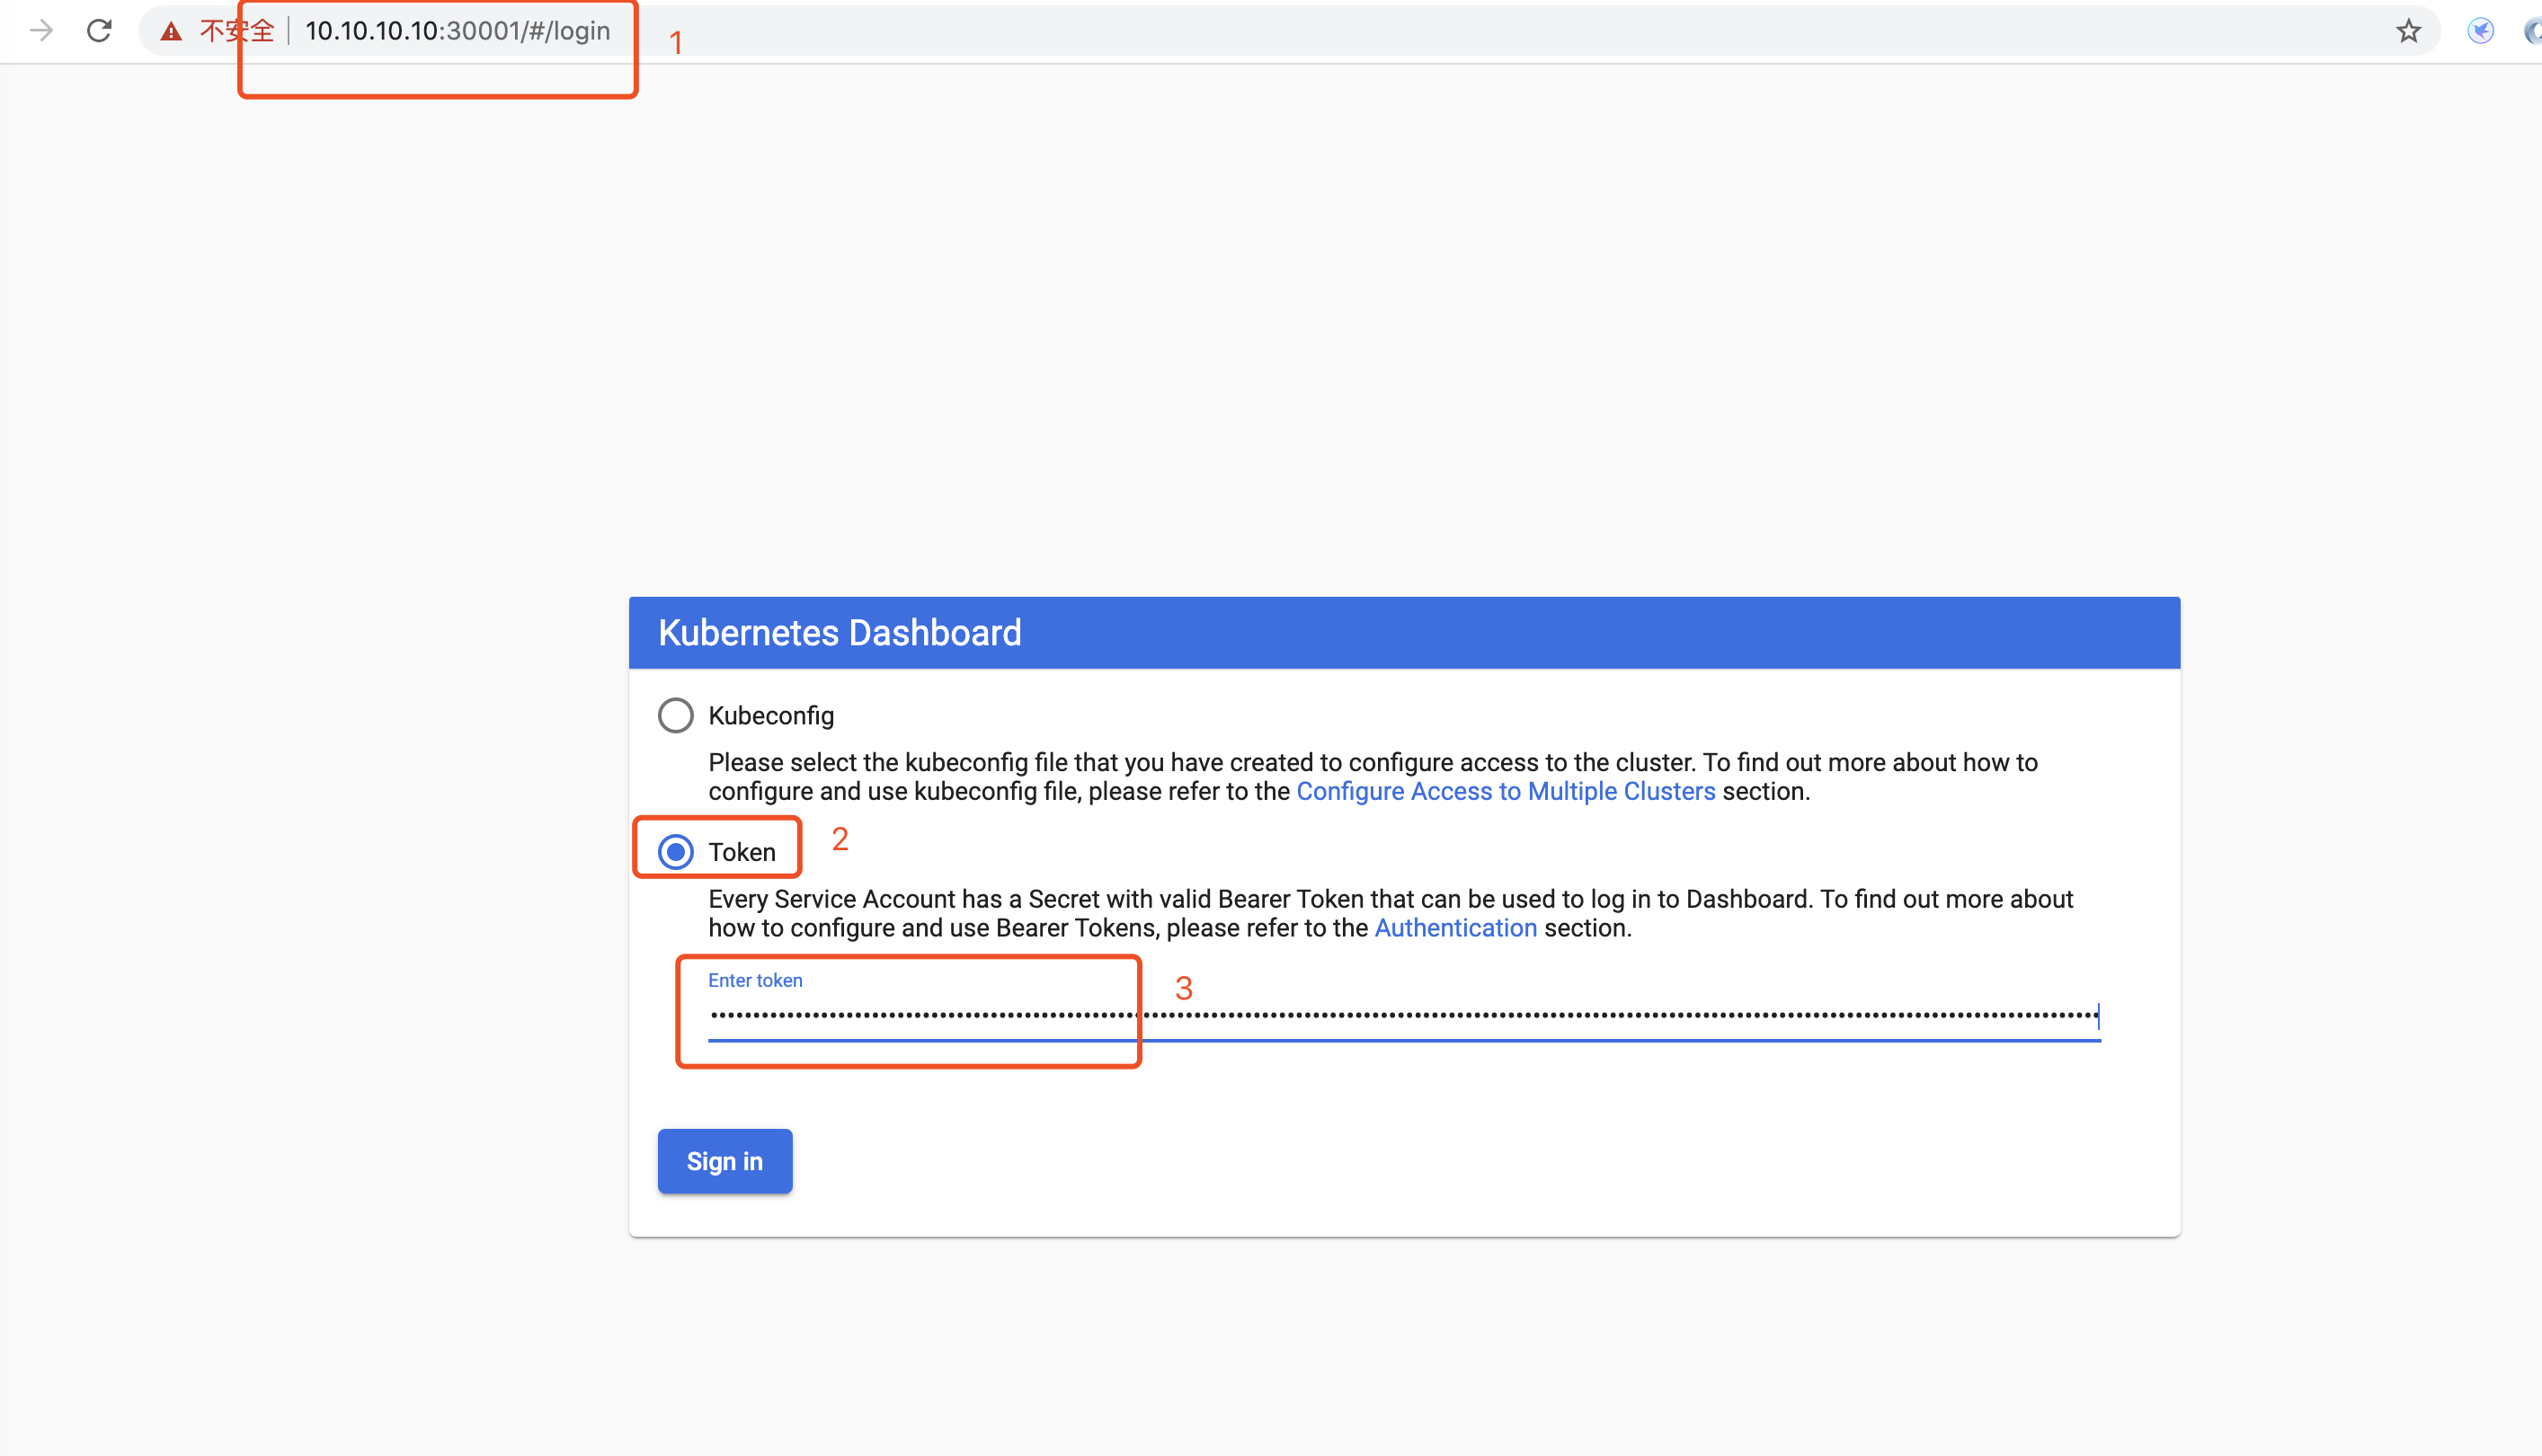 不安全 10.10.10.10:30001/#/login
1
Kubernetes Dashboard
Kubeconfig
Please select the kubeconfig file that you have created to configure access to the cluster. To find out more about how to
configure and use kubeconfig file, please refer to the Configure Access to Multiple Clusters section.
Token
2
Every Service Account has a Secret with valid Bearer Token that can be used to log in to Dashboard. To find out more about
how to configure and use Bearer Tokens, please refer to the Authentication section.
Enter token
3
Sign in